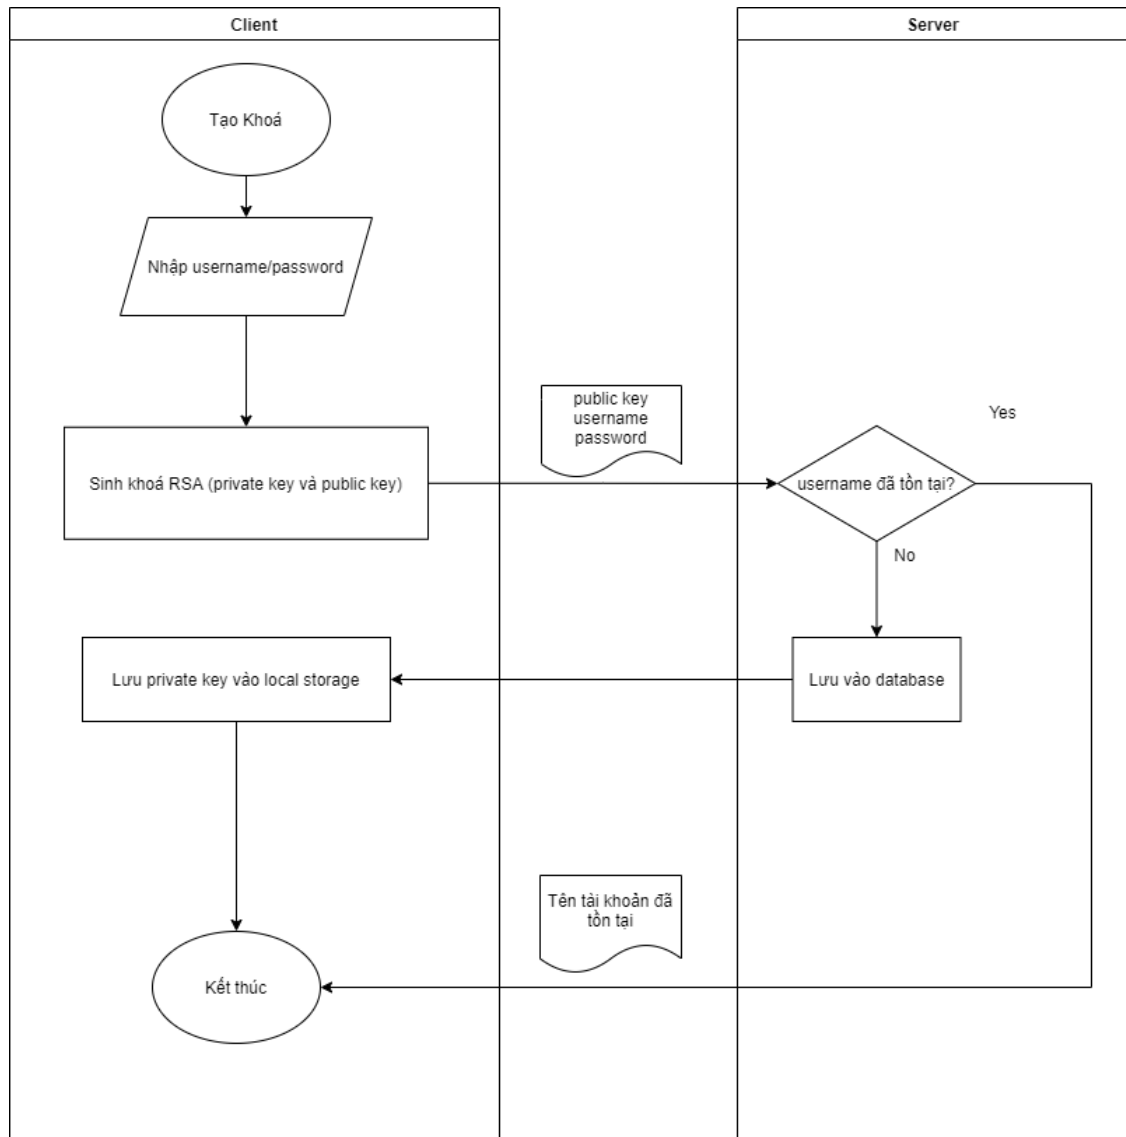 Client
Server
Tạo Khoá
Nhập username/password
public key
username
password
Yes
Sinh khoá RSA (private key và public key)
username đã tồn tại?
No
Lưu private key vào local storage
Lưu vào database
Tên tài khoản đã
tồn tại
Kết thúc